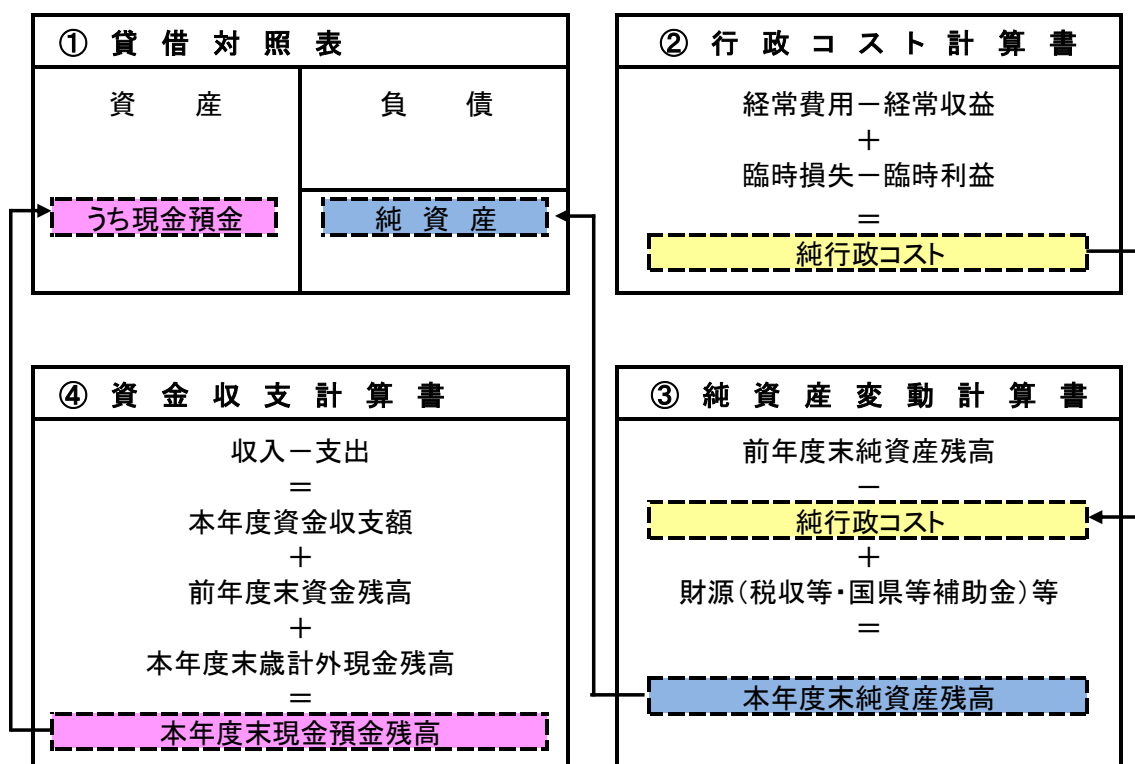 ① 貸 借 対 照 表
資 産
負 債
うち現金預金
純 資 産
② 行 政 コ ス ト 計 算 書
経常費用－経常収益
＋
臨時損失－臨時利益
＝
純行政コスト
④ 資 金 収 支 計 算 書
収入－支出
＝
本年度資金収支額
＋
前年度末資金残高
＋
本年度末歳計外現金残高
＝
本年度末現金預金残高
③ 純 資 産 変 動 計 算 書
前年度末純資産残高
－
純行政コスト
＋
財源（税収等・国県等補助金）等
＝
本年度末純資産残高